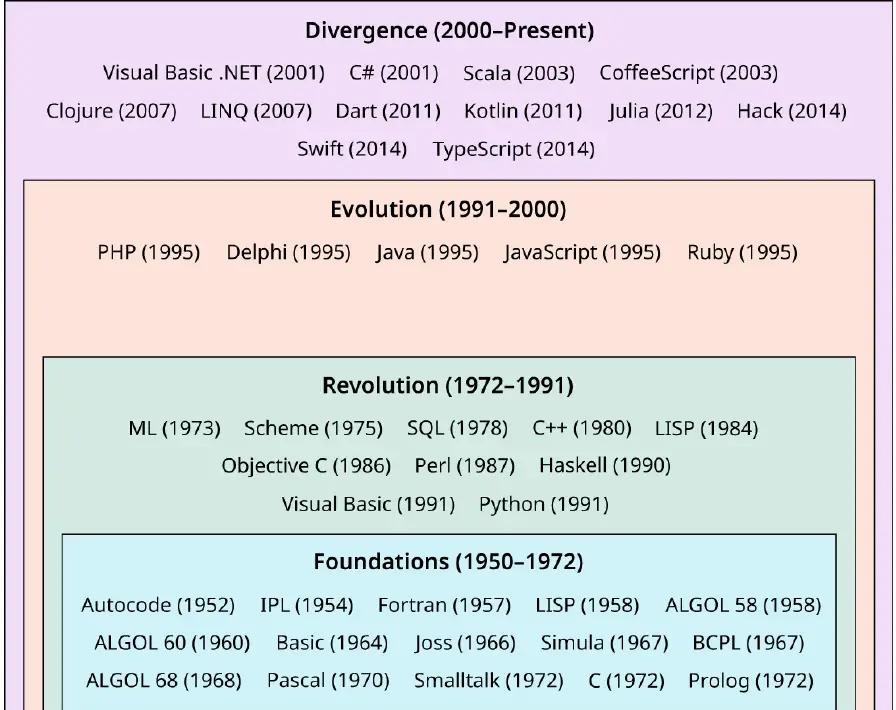 Divergence (2000–Present)
Visual Basic .NET (2001) C# (2001) Scala (2003) CoffeeScript (2003)
Clojure (2007) LINQ (2007) Dart (2011) Kotlin (2011) Julia (2012) Hack (2014)
Swift (2014) TypeScript (2014)
Evolution (1991–2000)
PHP (1995) Delphi (1995) Java (1995) JavaScript (1995) Ruby (1995)
Revolution (1972–1991)
ML (1973) Scheme (1975) SQL (1978) C++ (1980) LISP (1984)
Objective C (1986) Perl (1987) Haskell (1990)
Visual Basic (1991) Python (1991)
Foundations (1950–1972)
Autocode (1952) IPL (1954) Fortran (1957) LISP (1958) ALGOL 58 (1958)
ALGOL 60 (1960) Basic (1964) Joss (1966) Simula (1967) BCPL (1967)
ALGOL 68 (1968) Pascal (1970) Smalltalk (1972) C (1972) Prolog (1972)